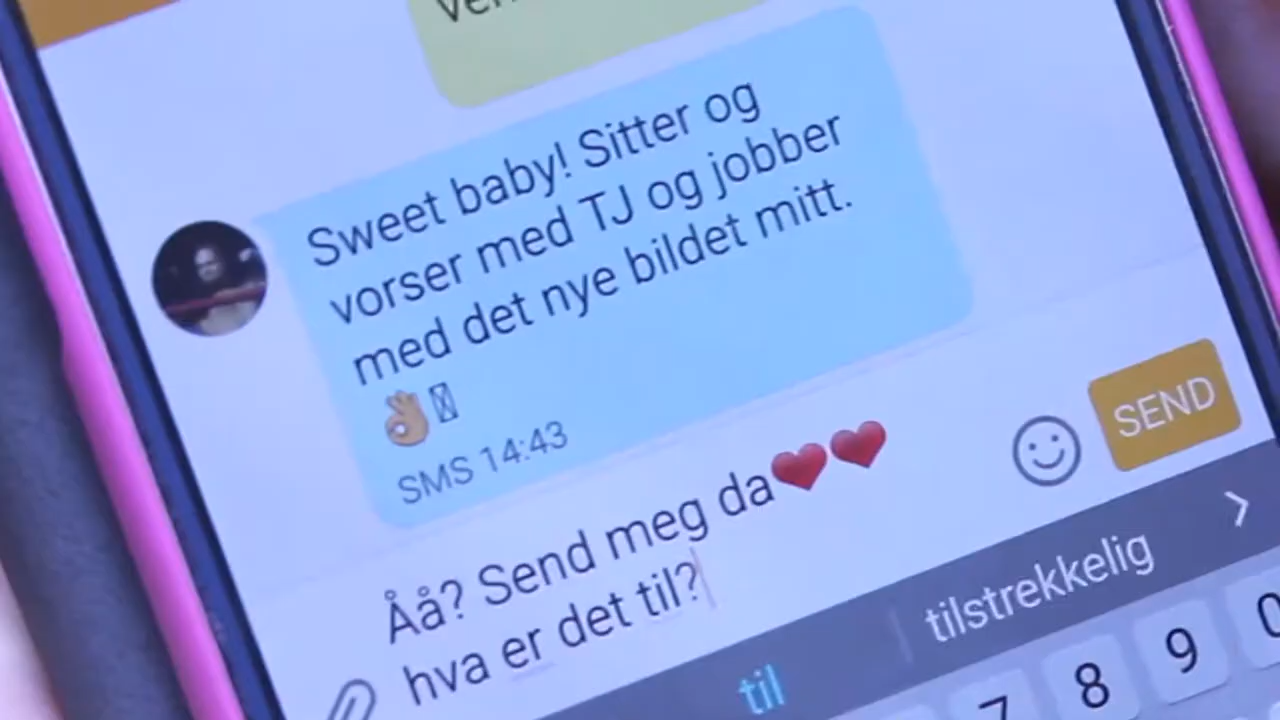 Sweet baby! Sitter og
vorser med TJ og jobber
med det nye bildet mitt.
👌🏽
SMS 14:43
Åå? Send meg da❤❤
hva er det til?
SEND
til
tilstrekkelig
7 8 9 0